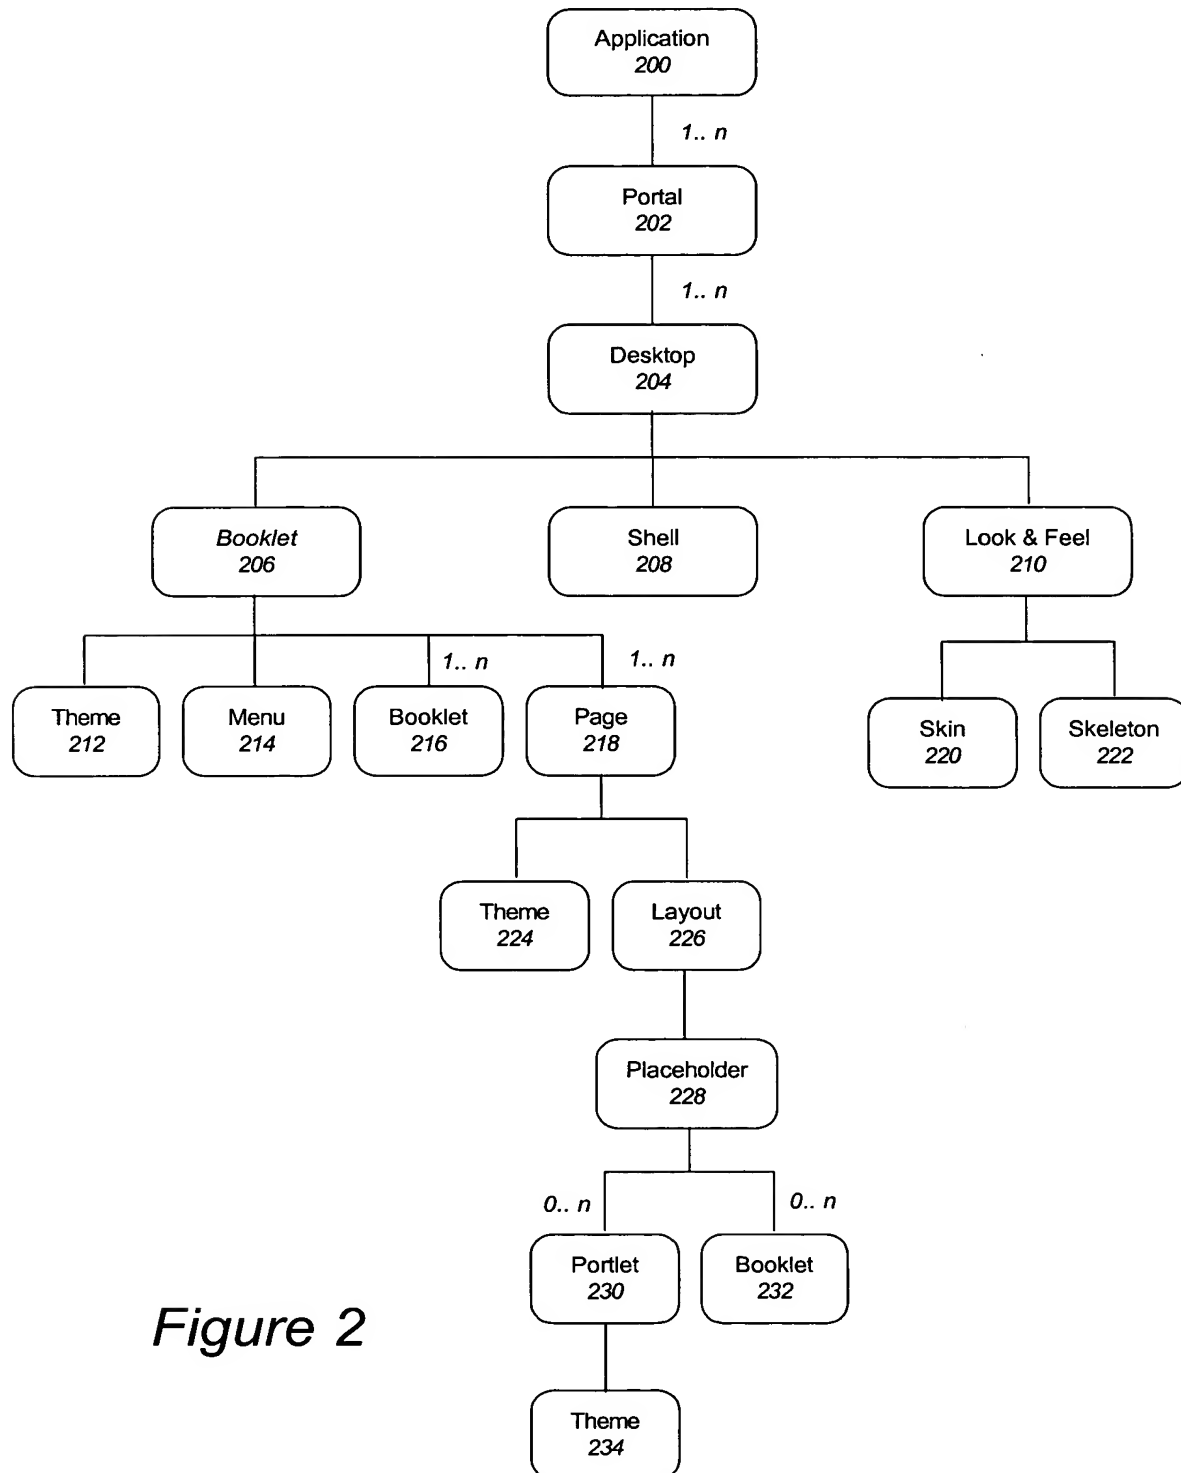 Application
200
1.. n
Portal
202
1.. n
Desktop
204
Booklet
206
Shell
208
Look & Feel
210
1.. n
1.. n
Theme
212
Menu
214
Booklet
216
Page
218
Skin
220
Skeleton
222
Theme
224
Layout
226
Placeholder
228
0.. n
0.. n
Portlet
230
Booklet
232
Figure 2
Theme
234